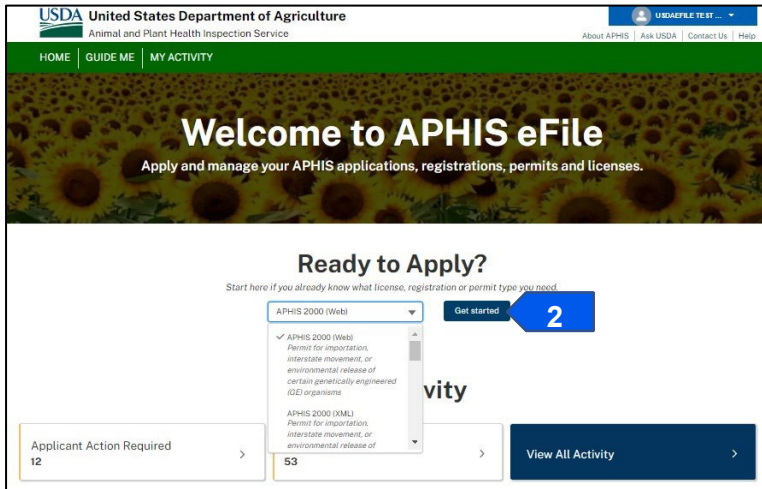 USDA United States Department of Agriculture
Animal and Plant Health Inspection Service
USDAEFILE TEST ...
About APHIS | Ask USDA | Contact Us | Help
HOME | GUIDE ME | MY ACTIVITY
Welcome to APHIS eFile
Apply and manage your APHIS applications, registrations, permits and licenses.
Ready to Apply?
Start here if you already know what license, registration or permit type you need.
APHIS 2000 (Web)
Get started
2
APHIS 2000 (Web)
Permit for importation,
interstate movement, or
environmental release of
certain genetically engineered
(GE) organisms
vity
APHIS 2000 (XML)
Permit for importation,
interstate movement, or
environmental release of
Applicant Action Required
12
53
View All Activity